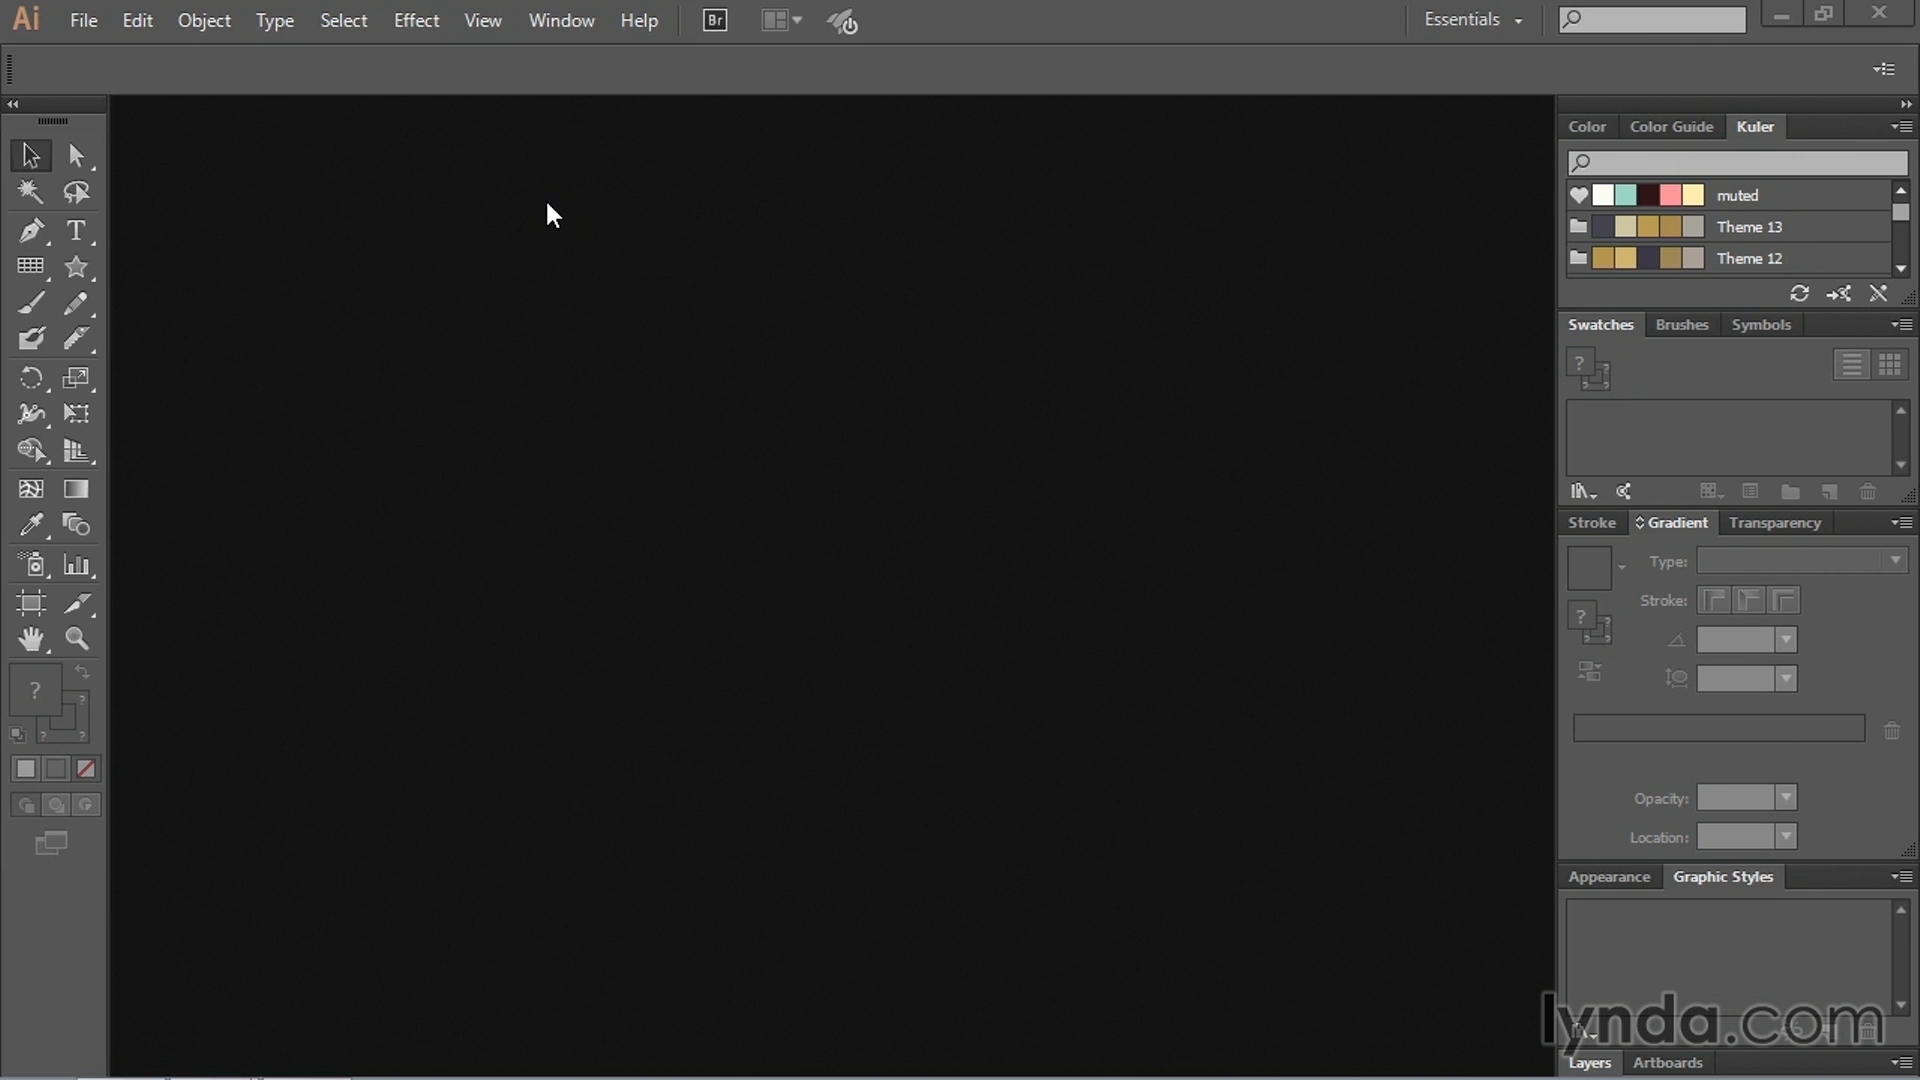 Ai File Edit Object Type Select Effect View Window Help Br Essentials
Color Color Guide Kuler
muted
Theme 13
Theme 12
Swatches Brushes Symbols
?
Stroke Gradient Transparency
Type:
Stroke:
?
?
Opacity:
Location:
Appearance Graphic Styles
lynda.com
Layers Artboards